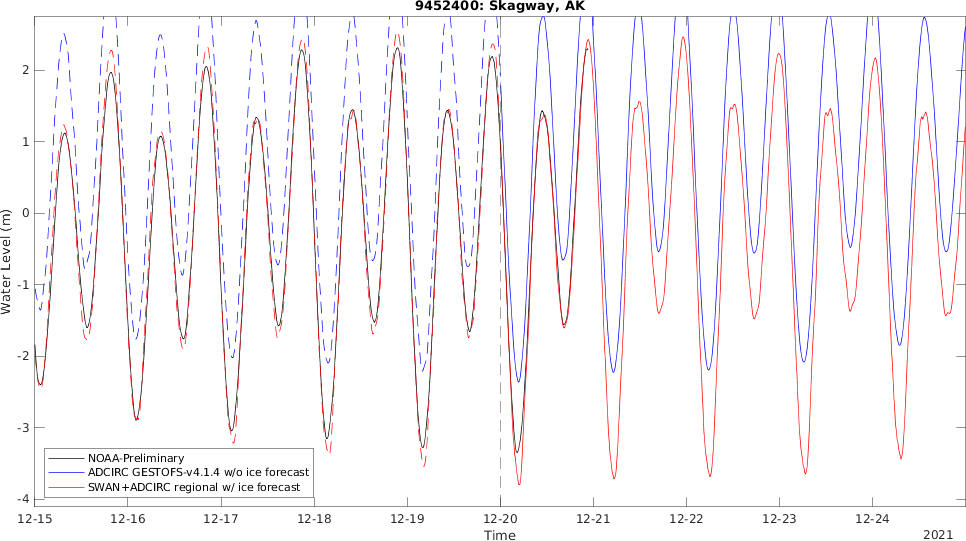 9452400: Skagway, AK
Water Level (m)
2
1
0
-1
-2
-3
-4
NOAA-Preliminary
ADCIRC GESTOFS-v4.1.4 w/o ice forecast
SWAN+ADCIRC regional w/ ice forecast
12-15 12-16 12-17 12-18 12-19 12-20 12-21 12-22 12-23 12-24
Time
2021